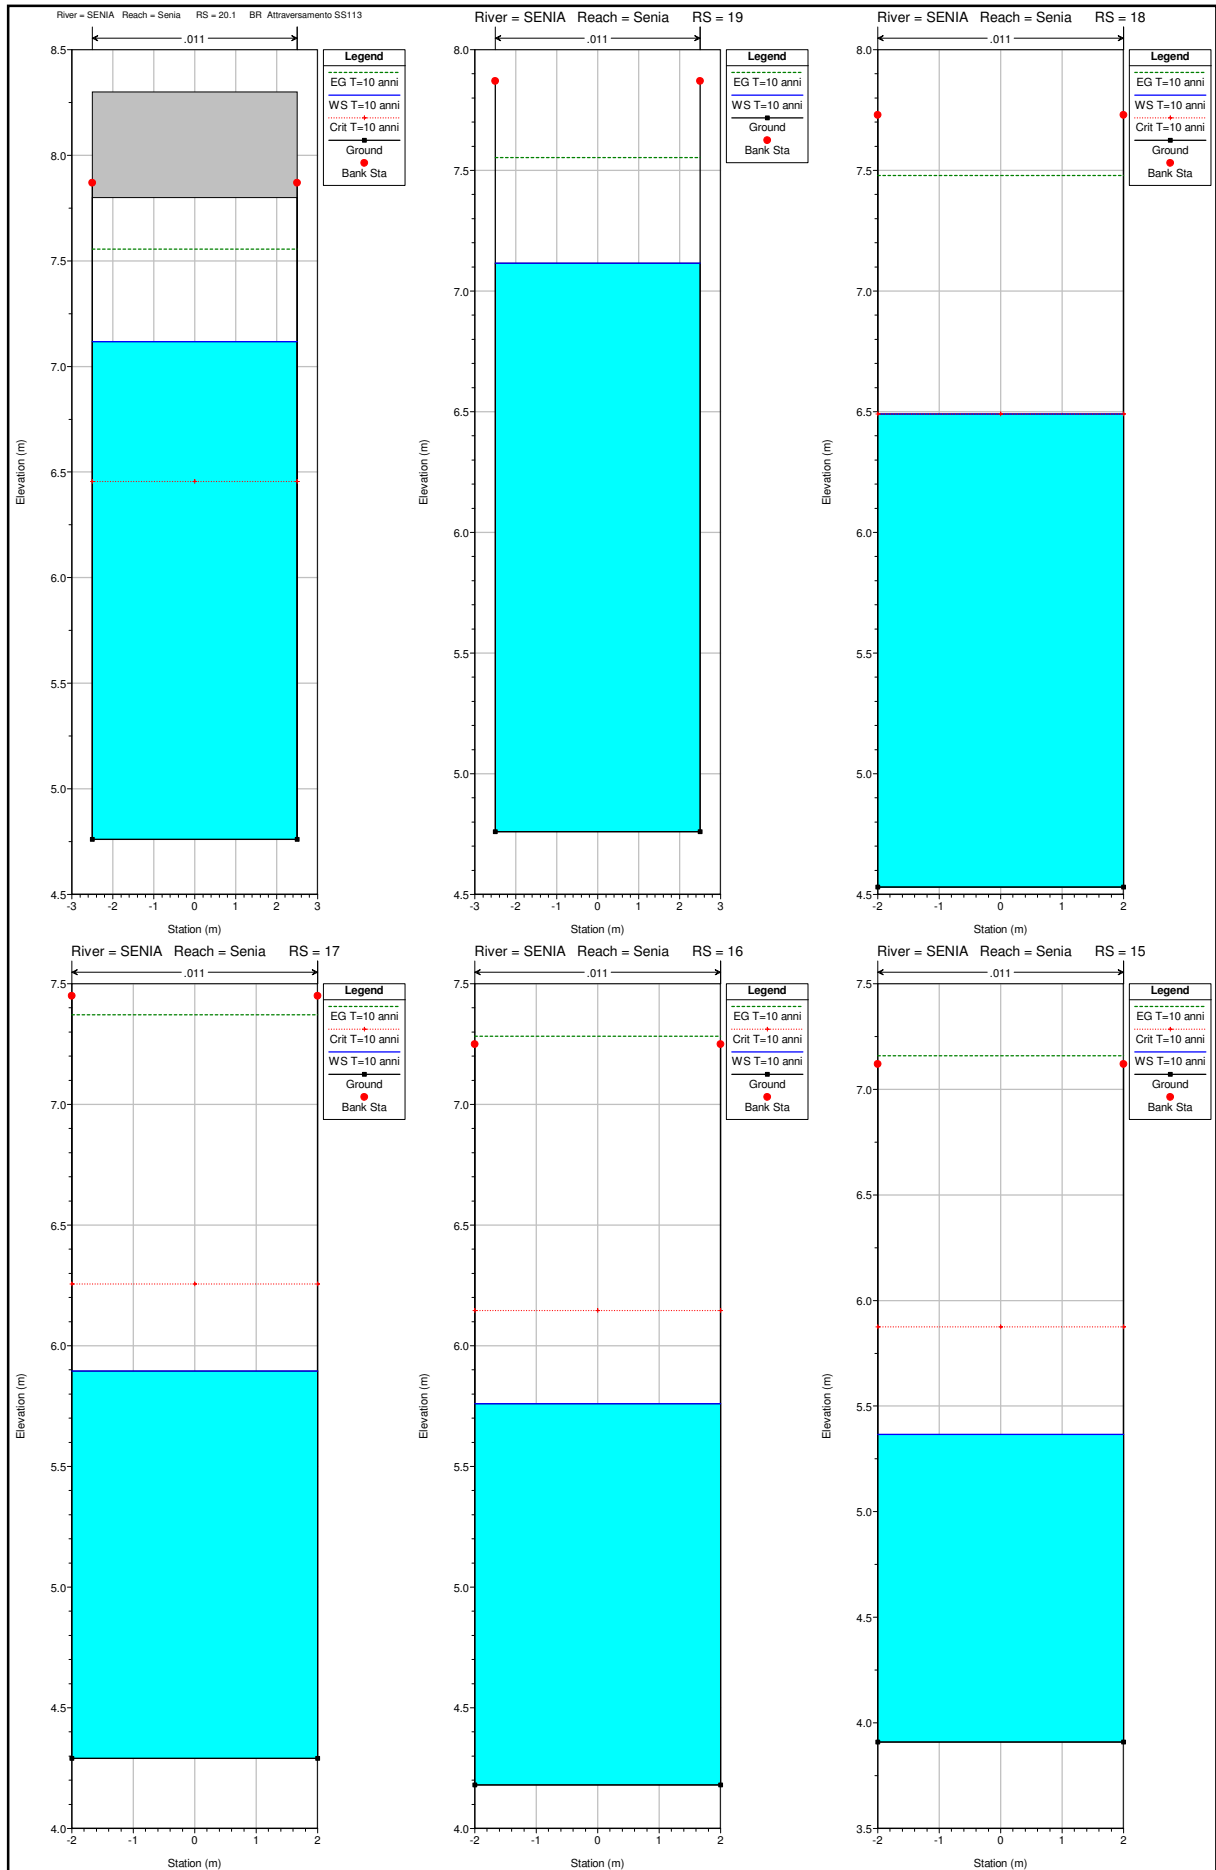 River = SENIA Reach = Senia RS = 20.1 BR Attraversamento SS113
.011
8.5
8.0
7.5
7.0
6.5
6.0
5.5
5.0
4.5
-3 -2 -1 0 1 2 3
Station (m)
Elevation (m)
Legend
EG T=10 anni
WS T=10 anni
Crit T=10 anni
Ground
Bank Sta
River = SENIA Reach = Senia RS = 19
.011
8.0
7.5
7.0
6.5
6.0
5.5
5.0
4.5
-3 -2 -1 0 1 2 3
Station (m)
Elevation (m)
Legend
EG T=10 anni
WS T=10 anni
Ground
Bank Sta
River = SENIA Reach = Senia RS = 18
.011
8.0
7.5
7.0
6.5
6.0
5.5
5.0
4.5
-2 -1 0 1 2
Station (m)
Elevation (m)
Legend
EG T=10 anni
WS T=10 anni
Crit T=10 anni
Ground
Bank Sta
River = SENIA Reach = Senia RS = 17
.011
7.5
7.0
6.5
6.0
5.5
5.0
4.5
4.0
-2 -1 0 1 2
Station (m)
Elevation (m)
Legend
EG T=10 anni
Crit T=10 anni
WS T=10 anni
Ground
Bank Sta
River = SENIA Reach = Senia RS = 16
.011
7.5
7.0
6.5
6.0
5.5
5.0
4.5
4.0
-2 -1 0 1 2
Station (m)
Elevation (m)
Legend
EG T=10 anni
Crit T=10 anni
WS T=10 anni
Ground
Bank Sta
River = SENIA Reach = Senia RS = 15
.011
7.5
7.0
6.5
6.0
5.5
5.0
4.5
4.0
3.5
-2 -1 0 1 2
Station (m)
Elevation (m)
Legend
EG T=10 anni
Crit T=10 anni
WS T=10 anni
Ground
Bank Sta